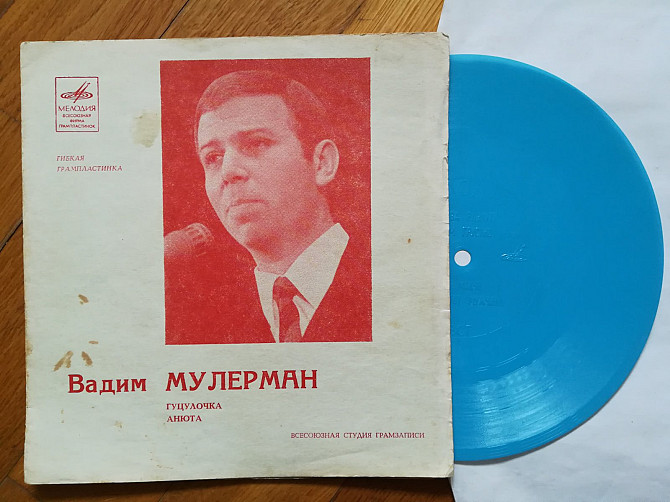 МЕЛОДИЯ
ВСЕСОЮЗНАЯ
ФИРМА
ГРАМПЛАСТИНОК
ГИБКАЯ
ГРАМПЛАСТИНКА
Вадим МУЛЕРМАН
ГУЦУЛОЧКА
АНЮТА
ВСЕСОЮЗНАЯ СТУДИЯ ГРАМЗАПИСИ